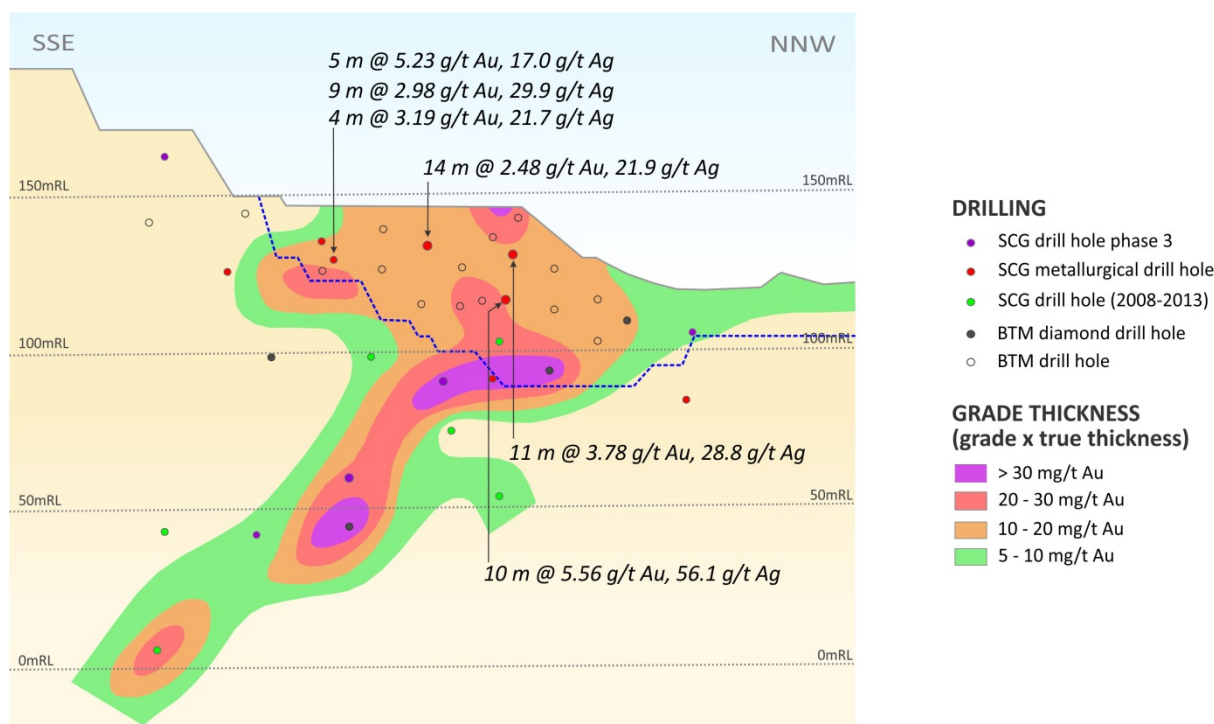 SSE
NNW
5 m @ 5.23 g/t Au, 17.0 g/t Ag
9 m @ 2.98 g/t Au, 29.9 g/t Ag
4 m @ 3.19 g/t Au, 21.7 g/t Ag
14 m @ 2.48 g/t Au, 21.9 g/t Ag
150mRL
150mRL
100mRL
100mRL
11 m @ 3.78 g/t Au, 28.8 g/t Ag
50mRL
50mRL
10 m @ 5.56 g/t Au, 56.1 g/t Ag
0mRL
0mRL
DRILLING
SCG drill hole phase 3
SCG metallurgical drill hole
SCG drill hole (2008-2013)
BTM diamond drill hole
BTM drill hole
GRADE THICKNESS
(grade x true thickness)
> 30 mg/t Au
20 - 30 mg/t Au
10 - 20 mg/t Au
5 - 10 mg/t Au